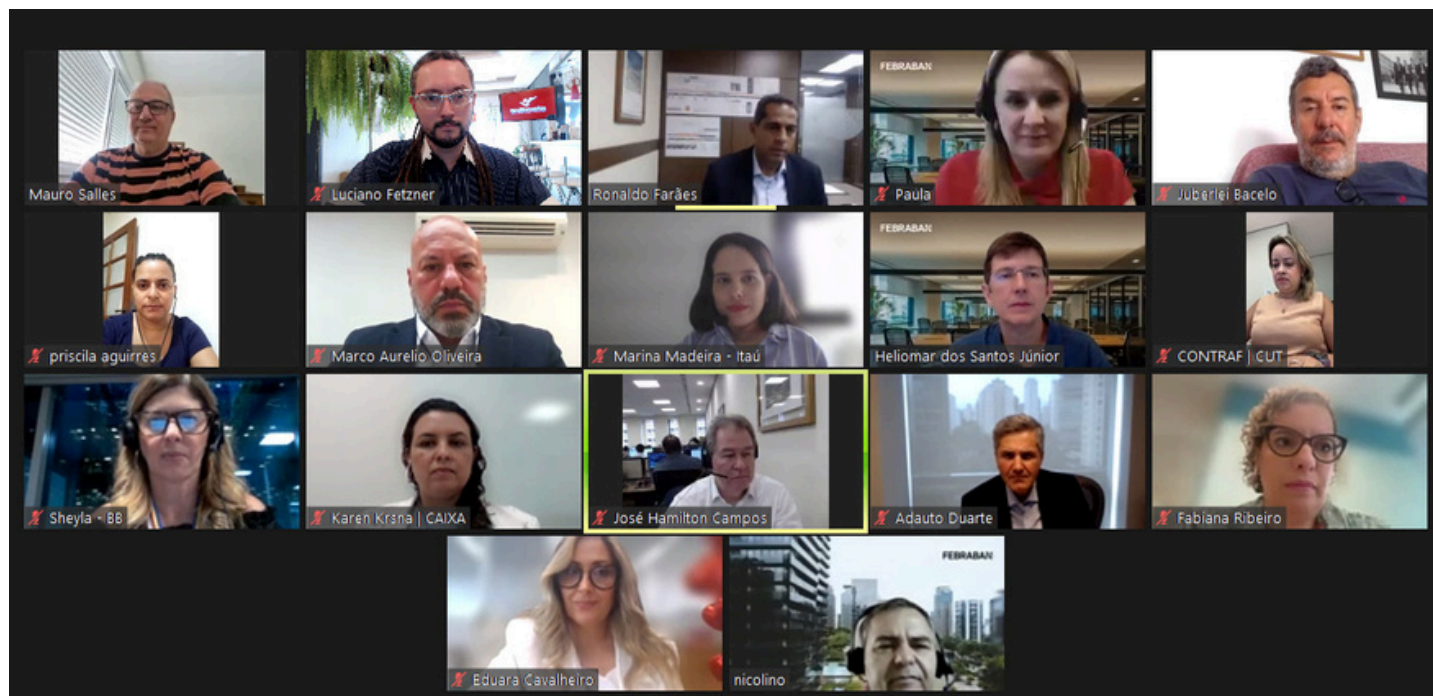 Mauro Salles
Luciano Fetzner
Ronaldo Farães
FEBRABAN
Paula
Juberlei Bacelo
priscila aguirres
Marco Aurelio Oliveira
Marina Madeira - Itaú
FEBRABAN
Heliomar dos Santos Júnior
CONTRAF | CUT
Sheyla - BB
Karen Krsna | CAIXA
José Hamilton Campos
Adauto Duarte
Fabiana Ribeiro
Eduara Cavalheiro
FEBRABAN
nicolino